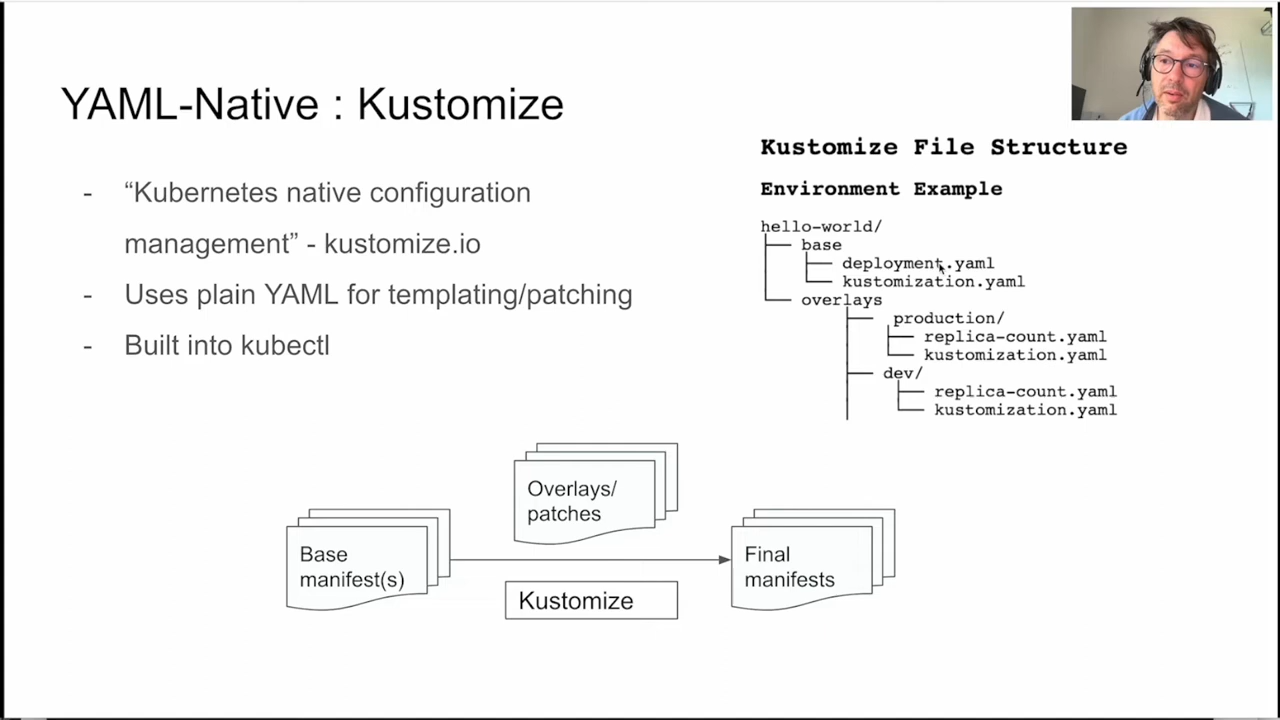 YAML-Native : Kustomize
- “Kubernetes native configuration
management” - kustomize.io
- Uses plain YAML for templating/patching
- Built into kubectl
Kustomize File Structure
Environment Example
hello-world/
base
deployment.yaml
kustomization.yaml
overlays
production/
replica-count.yaml
kustomization.yaml
dev/
replica-count.yaml
kustomization.yaml
Overlays/
patches
Base
manifest(s)
Final
manifests
Kustomize